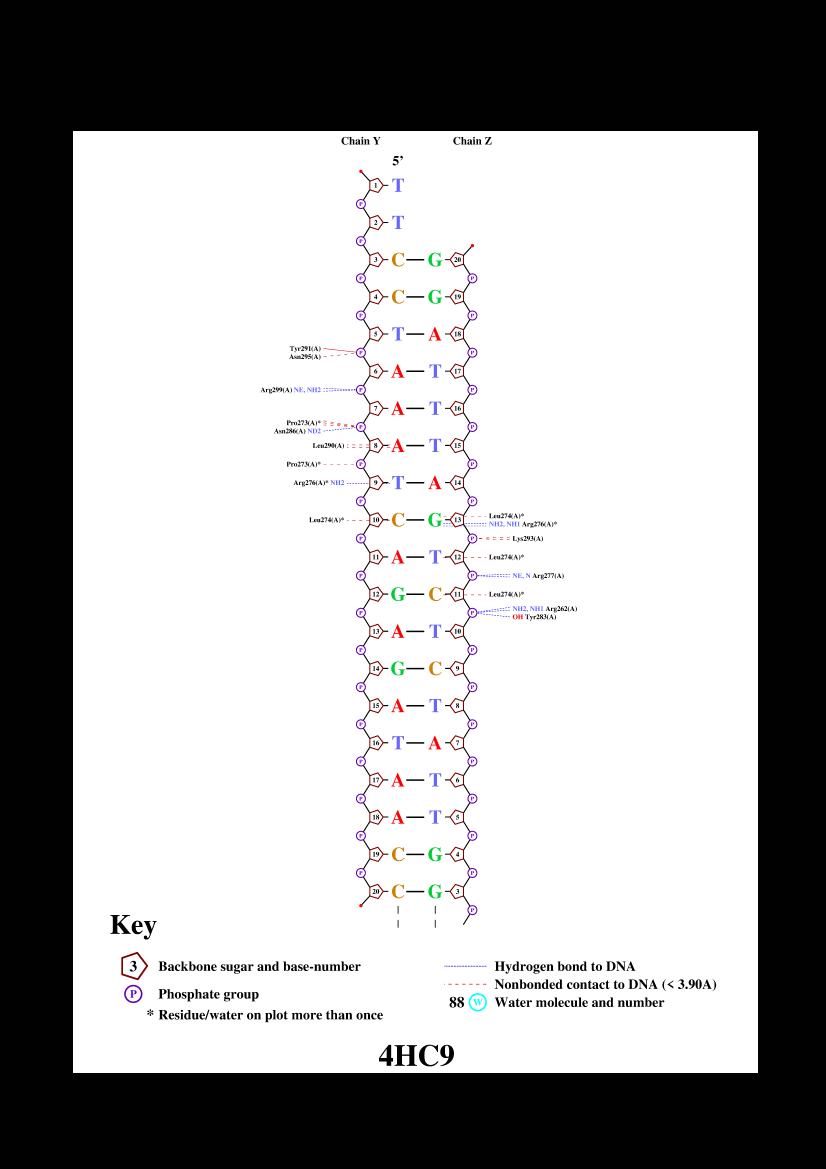 Chain Y Chain Z
5’
1 T
P
2 T
P
3 C G 20
P P
4 C G 19
P P
5 T A 18
Tyr291(A)
P P
Asn295(A)
6 A T 17
Arg299(A) NE, NH2 P P
7 A T 16
Pro273(A)*
P P
Asn286(A) ND2
Leu290(A) 8 A T 15
Pro273(A)* P P
Arg276(A)* NH2 9 T A 14
P P
Leu274(A)*
Leu274(A)* 10 C G 13
NH2, NH1 Arg276(A)*
P P Lys293(A)
11 A T 12 Leu274(A)*
P P NE, N Arg277(A)
12 G C 11 Leu274(A)*
NH2, NH1 Arg262(A)
P P
OH Tyr283(A)
13 A T 10
P P
14 G C 9
P P
15 A T 8
P P
16 T A 7
P P
17 A T 6
P P
18 A T 5
P P
19 C G 4
P P
20 C G 3
P
Key
3 Backbone sugar and base-number
P Phosphate group
* Residue/water on plot more than once
Hydrogen bond to DNA
Nonbonded contact to DNA (< 3.90A)
88 W Water molecule and number
4HC9